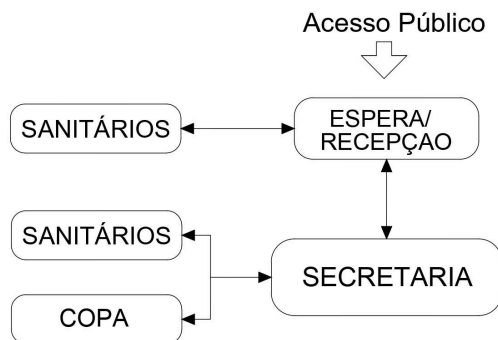 Acesso Público
SANITÁRIOS
ESPERA/
RECEPÇAO
SANITÁRIOS
SECRETARIA
COPA